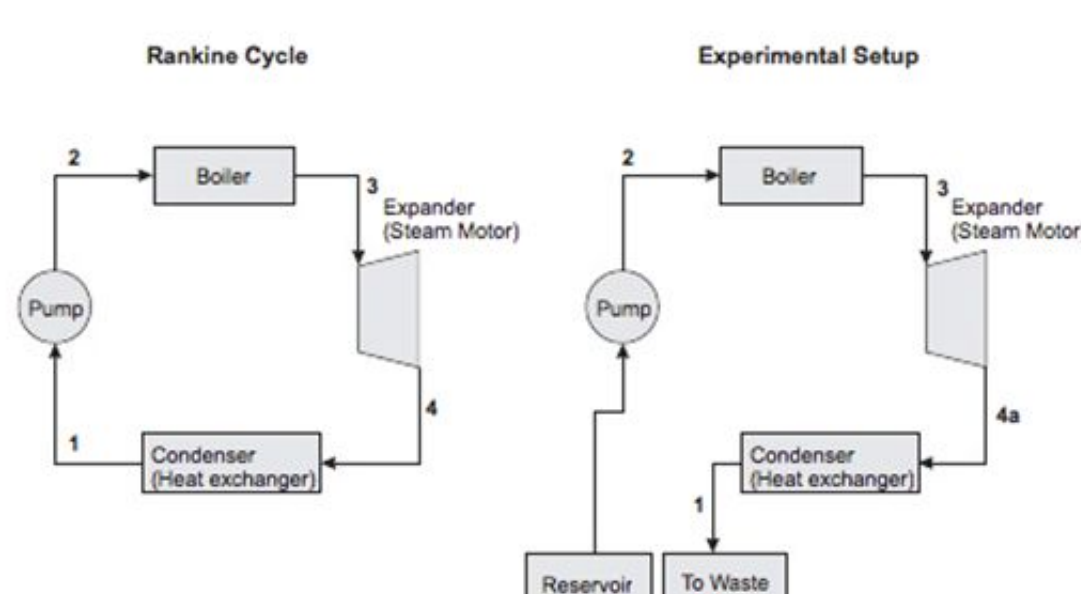 Rankine Cycle
2
Boiler
3
Expander
(Steam Motor)
Pump
4
1
Condenser
(Heat exchanger)
Experimental Setup
2
Boiler
3
Expander
(Steam Motor
Pump
4a
Condenser
(Heat exchanger)
1
Reservoir
To Waste